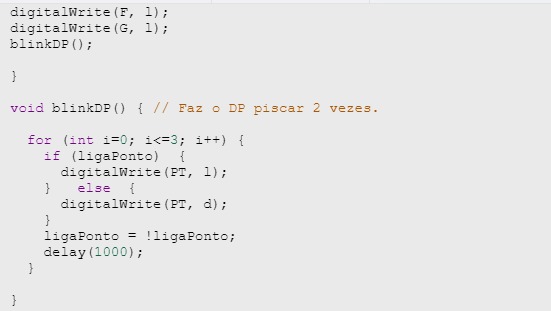 digitalWrite(F, l);
digitalWrite(G, l);
blinkDP();
}
void blinkDP() { // Faz o DP piscar 2 vezes.
for (int i=0; i<=3; i++) {
if (ligaPonto) {
digitalWrite(PT, l);
} else {
digitalWrite(PT, d);
}
ligaPonto = !ligaPonto;
delay(1000);
}
}